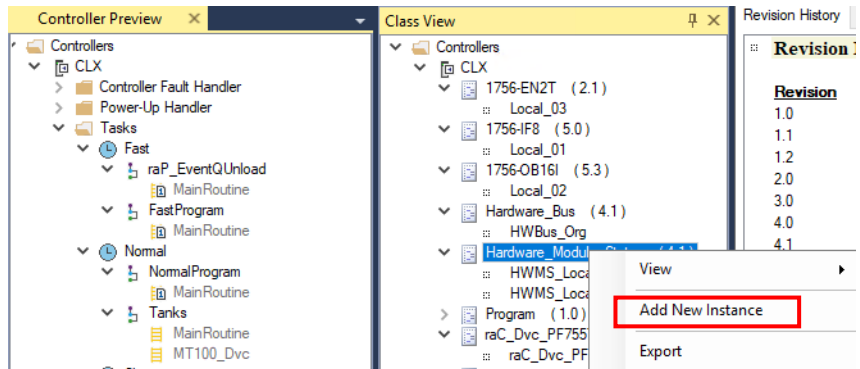 Controller Preview
Controllers
CLX
Controller Fault Handler
Power-Up Handler
Tasks
Fast
raP_EventQUnload
MainRoutine
FastProgram
MainRoutine
Normal
NormalProgram
MainRoutine
Tanks
MainRoutine
MT100_Dvc
Class View
Controllers
CLX
1756-EN2T (2.1)
Local_03
1756-IF8 (5.0)
Local_01
1756-OB16I (5.3)
Local_02
Hardware_Bus (4.1)
HWBus_Org
HWMS_Loca
HWMS_Loca
Program (1.0)
raC_Dvc_PF755
raC_Dvc_PF
View
Add New Instance
Export
Revision History
Revision
Revision
1.0
1.1
1.2
2.0
3.0
4.0
4.1